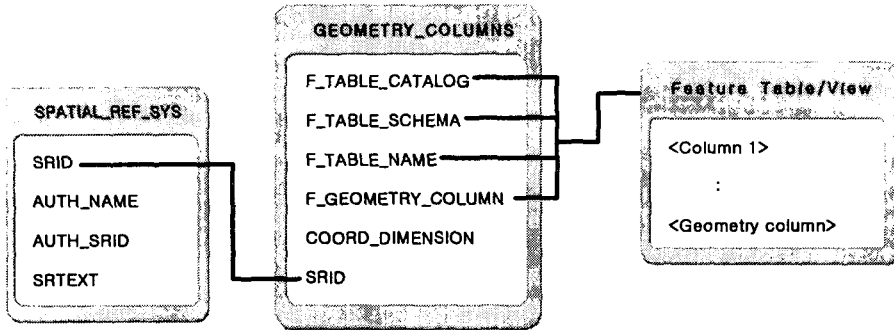 SPATIAL_REF_SYS
SRID
AUTH_NAME
AUTH_SRID
SRTEXT
GEOMETRY_COLUMNS
F_TABLE_CATALOG
F_TABLE_SCHEMA
F_TABLE_NAME
F_GEOMETRY_COLUMN
COORD_DIMENSION
SRID
Feature Table/View
<Column 1>
:
<Geometry column>